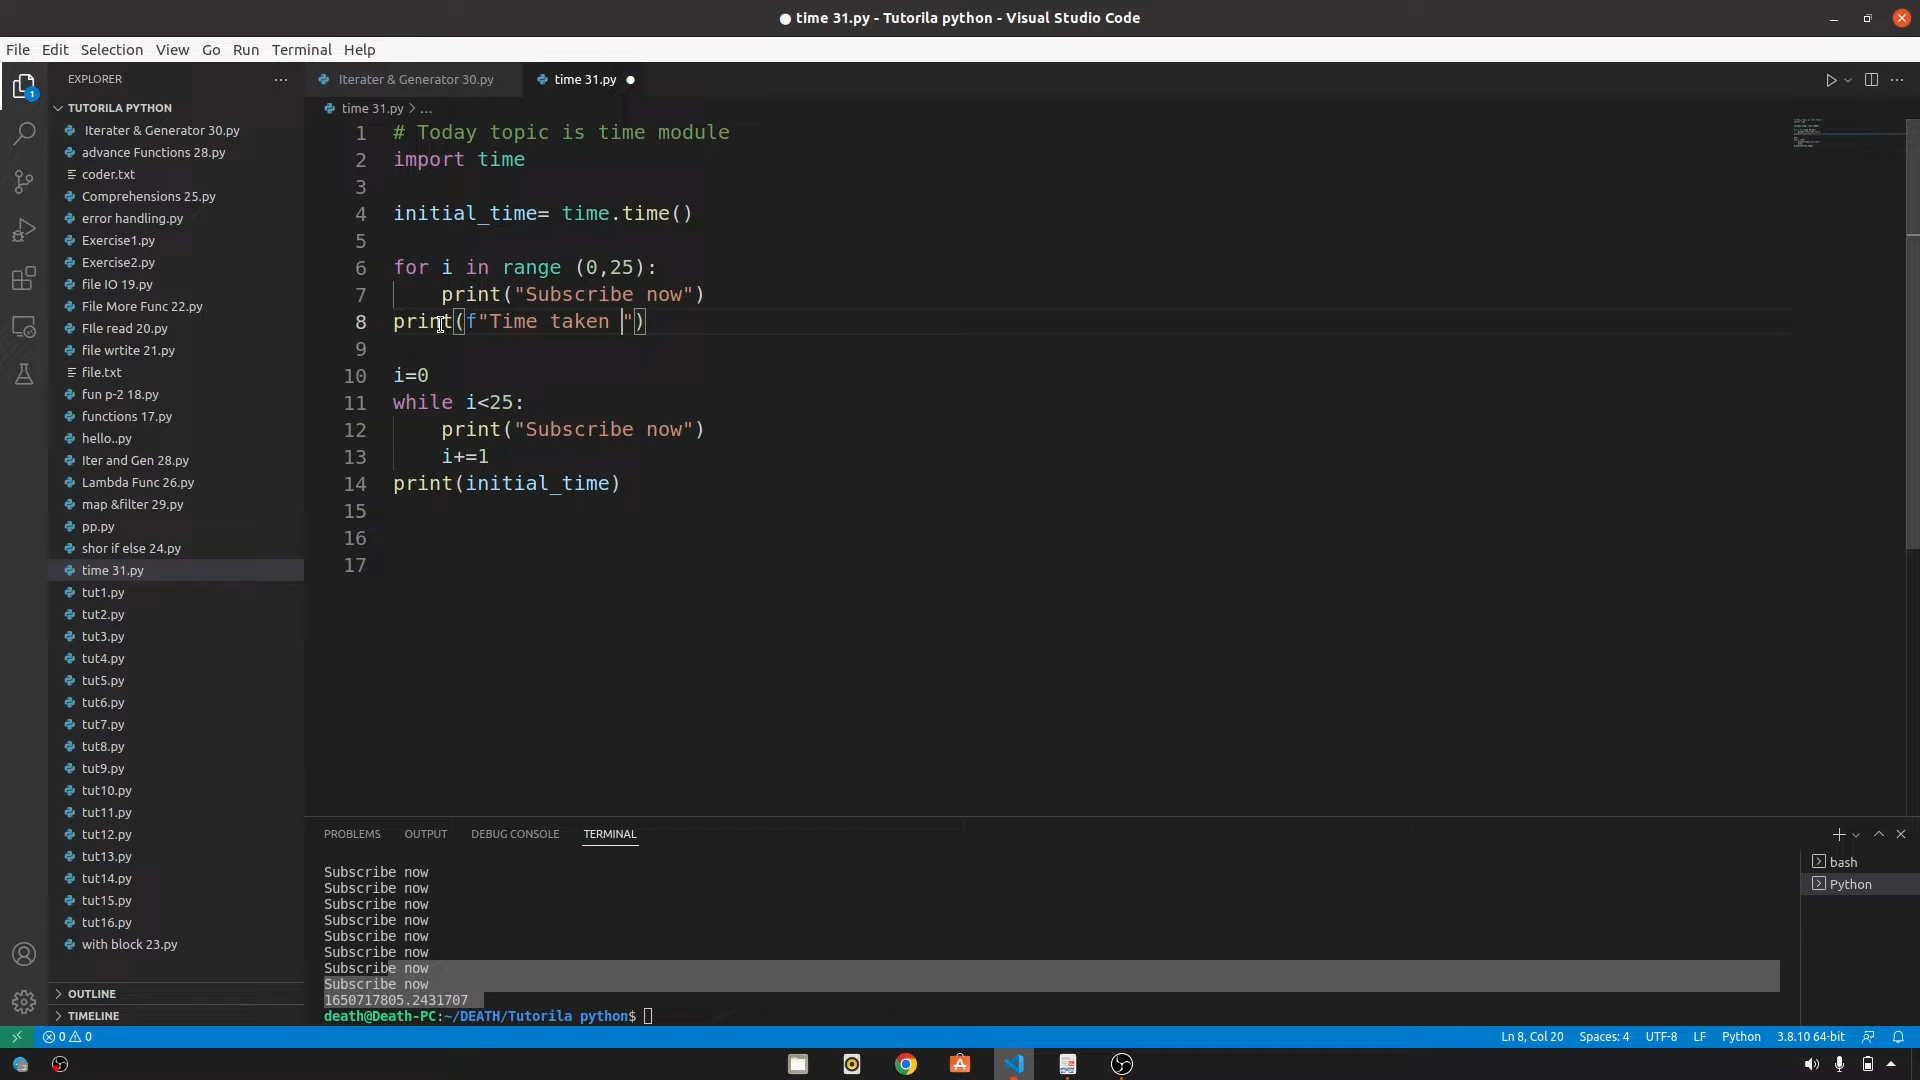 ● time 31.py - Tutorila python - Visual Studio Code
File Edit Selection View Go Run Terminal Help
EXPLORER
Iterater & Generator 30.py
time 31.py ●
time 31.py > ...
TUTORILA PYTHON
Iterater & Generator 30.py
advance Functions 28.py
coder.txt
Comprehensions 25.py
error handling.py
Exercise1.py
Exercise2.py
file IO 19.py
File More Func 22.py
FIle read 20.py
file wrtite 21.py
file.txt
fun p-2 18.py
functions 17.py
hello..py
Iter and Gen 28.py
Lambda Func 26.py
map &filter 29.py
pp.py
shor if else 24.py
time 31.py
tut1.py
tut2.py
tut3.py
tut4.py
tut5.py
tut6.py
tut7.py
tut8.py
tut9.py
tut10.py
tut11.py
tut12.py
tut13.py
tut14.py
tut15.py
tut16.py
with block 23.py
OUTLINE
TIMELINE
1 # Today topic is time module
2 import time
3
4 initial_time= time.time()
5
6 for i in range (0,25):
7     print("Subscribe now")
8 print(f"Time taken ")
9
10 i=0
11 while i<25:
12     print("Subscribe now")
13     i+=1
14 print(initial_time)
15
16
17
PROBLEMS OUTPUT DEBUG CONSOLE TERMINAL
Subscribe now
Subscribe now
Subscribe now
Subscribe now
Subscribe now
Subscribe now
Subscribe now
Subscribe now
1650717805.2431707
death@Death-PC:~/DEATH/Tutorila python$
bash
Python
0 0
Ln 8, Col 20 Spaces: 4 UTF-8 LF Python 3.8.10 64-bit
1